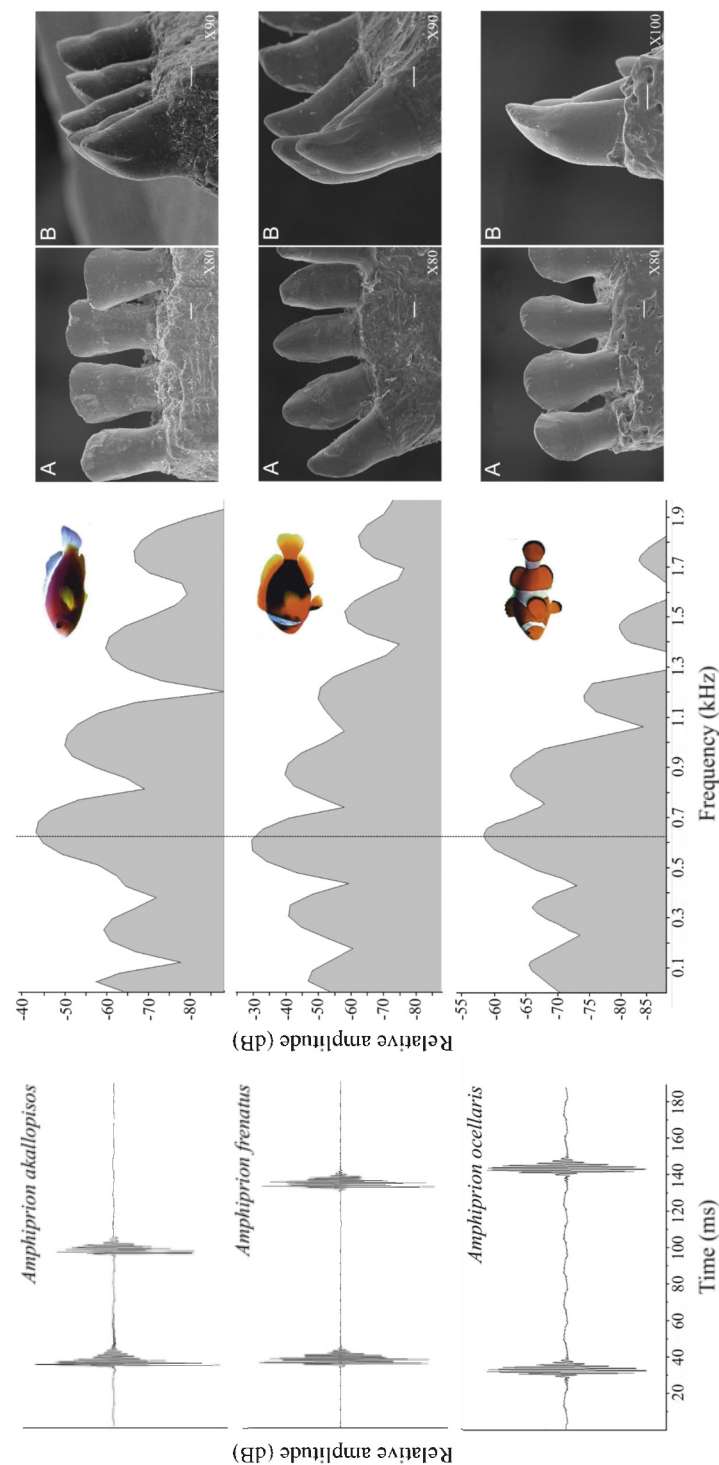 Amphiprion akallopisos
Relative amplitude (dB)
Amphiprion frenatus
Amphiprion ocellaris
20 40 60 80 100 120 140 160 180
Time (ms)
Relative amplitude (dB)
-40
-50
-60
-70
-80
-30
-40
-50
-60
-70
-80
-55
-60
-65
-70
-75
-80
-85
0.1 0.3 0.5 0.7 0.9 1.1 1.3 1.5 1.7 1.9
Frequency (kHz)
A
X80
B
X90
A
X80
B
X90
A
X80
B
X100